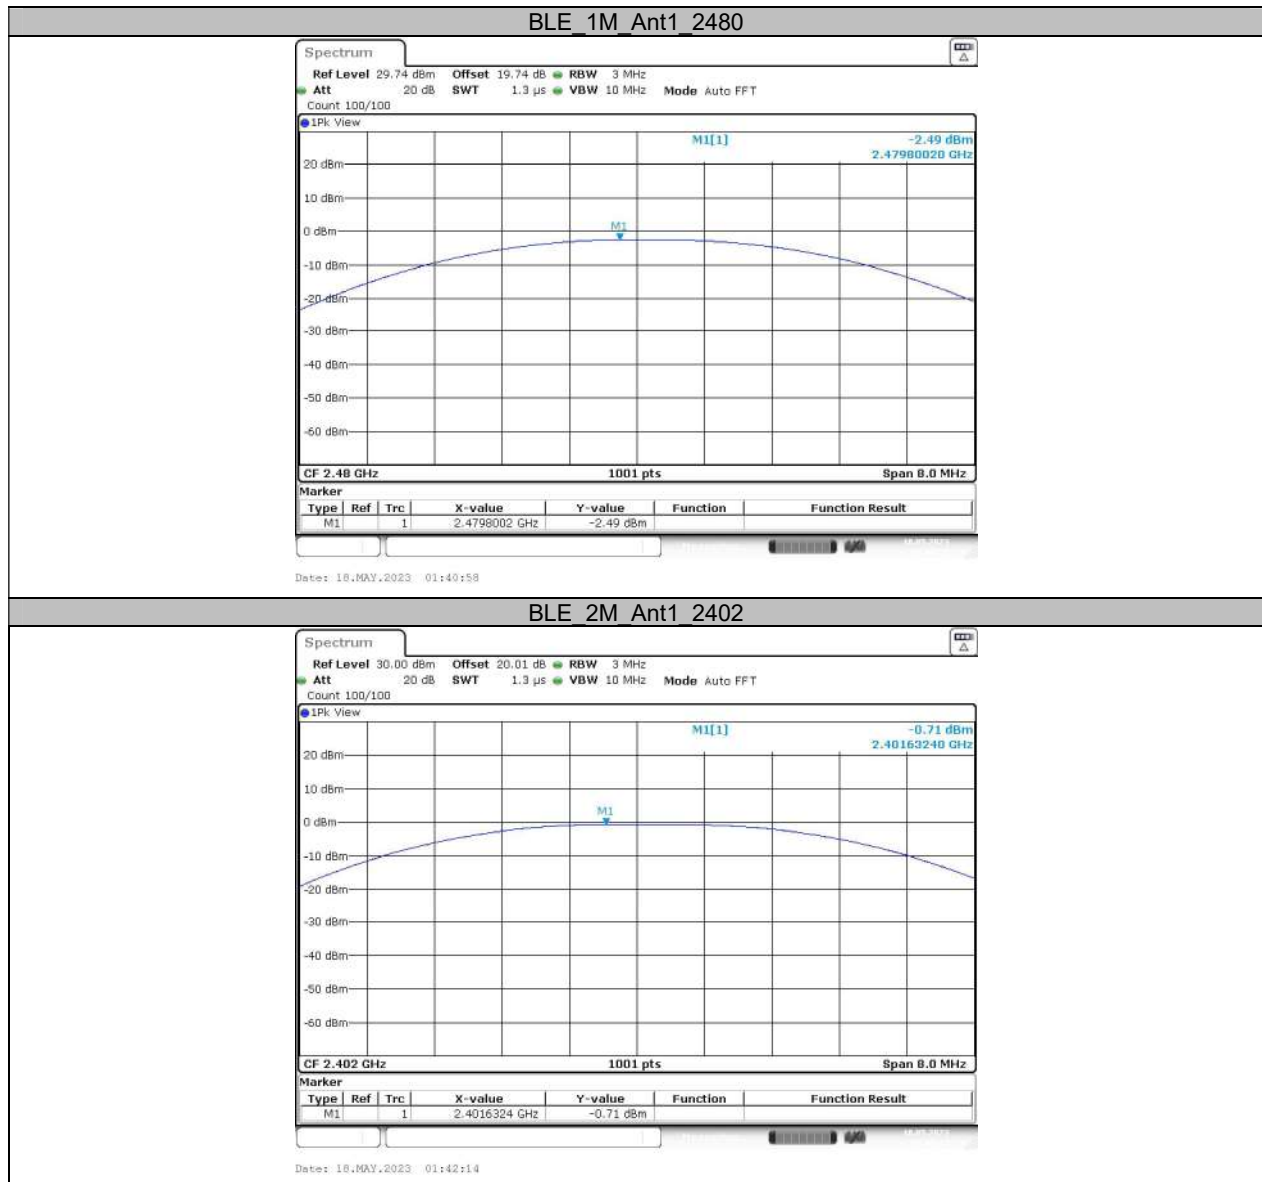 BLE_1M_Ant1_2480
Spectrum
Ref Level 29.74 dBm Offset 19.74 dB RBW 3 MHz
Att 20 dB SWT 1.3 µs VBW 10 MHz Mode Auto FFT
Count 100/100
1Pk View
M1[1] -2.49 dBm
2.47980020 GHz
20 dBm
10 dBm
M1
0 dBm
-10 dBm
-20 dBm
-30 dBm
-40 dBm
-50 dBm
-60 dBm
CF 2.48 GHz 1001 pts Span 8.0 MHz
Marker
Type Ref Trc X-value Y-value Function Function Result
M1 1 2.4798002 GHz -2.49 dBm
Date: 18.MAY.2023 01:40:58
BLE_2M_Ant1_2402
Spectrum
Ref Level 30.00 dBm Offset 20.01 dB RBW 3 MHz
Att 20 dB SWT 1.3 µs VBW 10 MHz Mode Auto FFT
Count 100/100
1Pk View
M1[1] -0.71 dBm
2.40163240 GHz
20 dBm
10 dBm
M1
0 dBm
-10 dBm
-20 dBm
-30 dBm
-40 dBm
-50 dBm
-60 dBm
CF 2.402 GHz 1001 pts Span 8.0 MHz
Marker
Type Ref Trc X-value Y-value Function Function Result
M1 1 2.4016324 GHz -0.71 dBm
Date: 18.MAY.2023 01:42:14